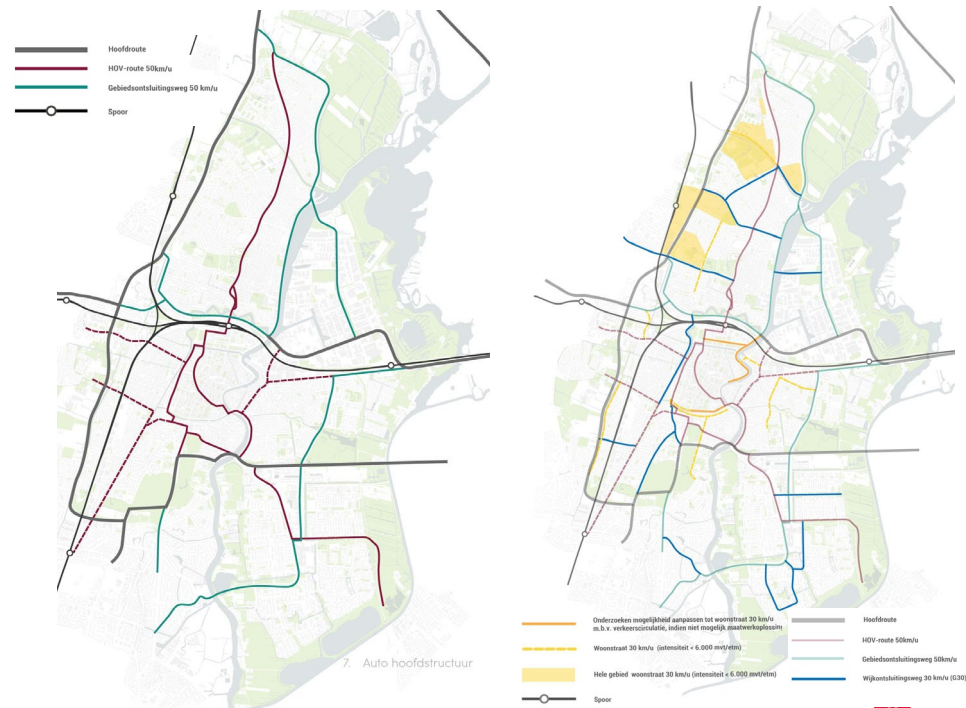 Hoofdroute
HOV-route 50km/u
Gebiedsontsluitingsweg 50 km/u
Spoor
7. Auto hoofdstructuur
Onderzoeken mogelijkheid aanpassen tot woonstraat 30 km/u
m.b.v. verkeerscirculatie, indien niet mogelijk maatwerkoplossing
Woonstraat 30 km/u (intensiteit < 6.000 mvt/etm)
Hele gebied woonstraat 30 km/u (intensiteit < 6.000 mvt/etm)
Spoor
Hoofdroute
HOV-route 50km/u
Gebiedsontsluitingsweg 50km/u
Wijkontsluitingsweg 30 km/u (G30)